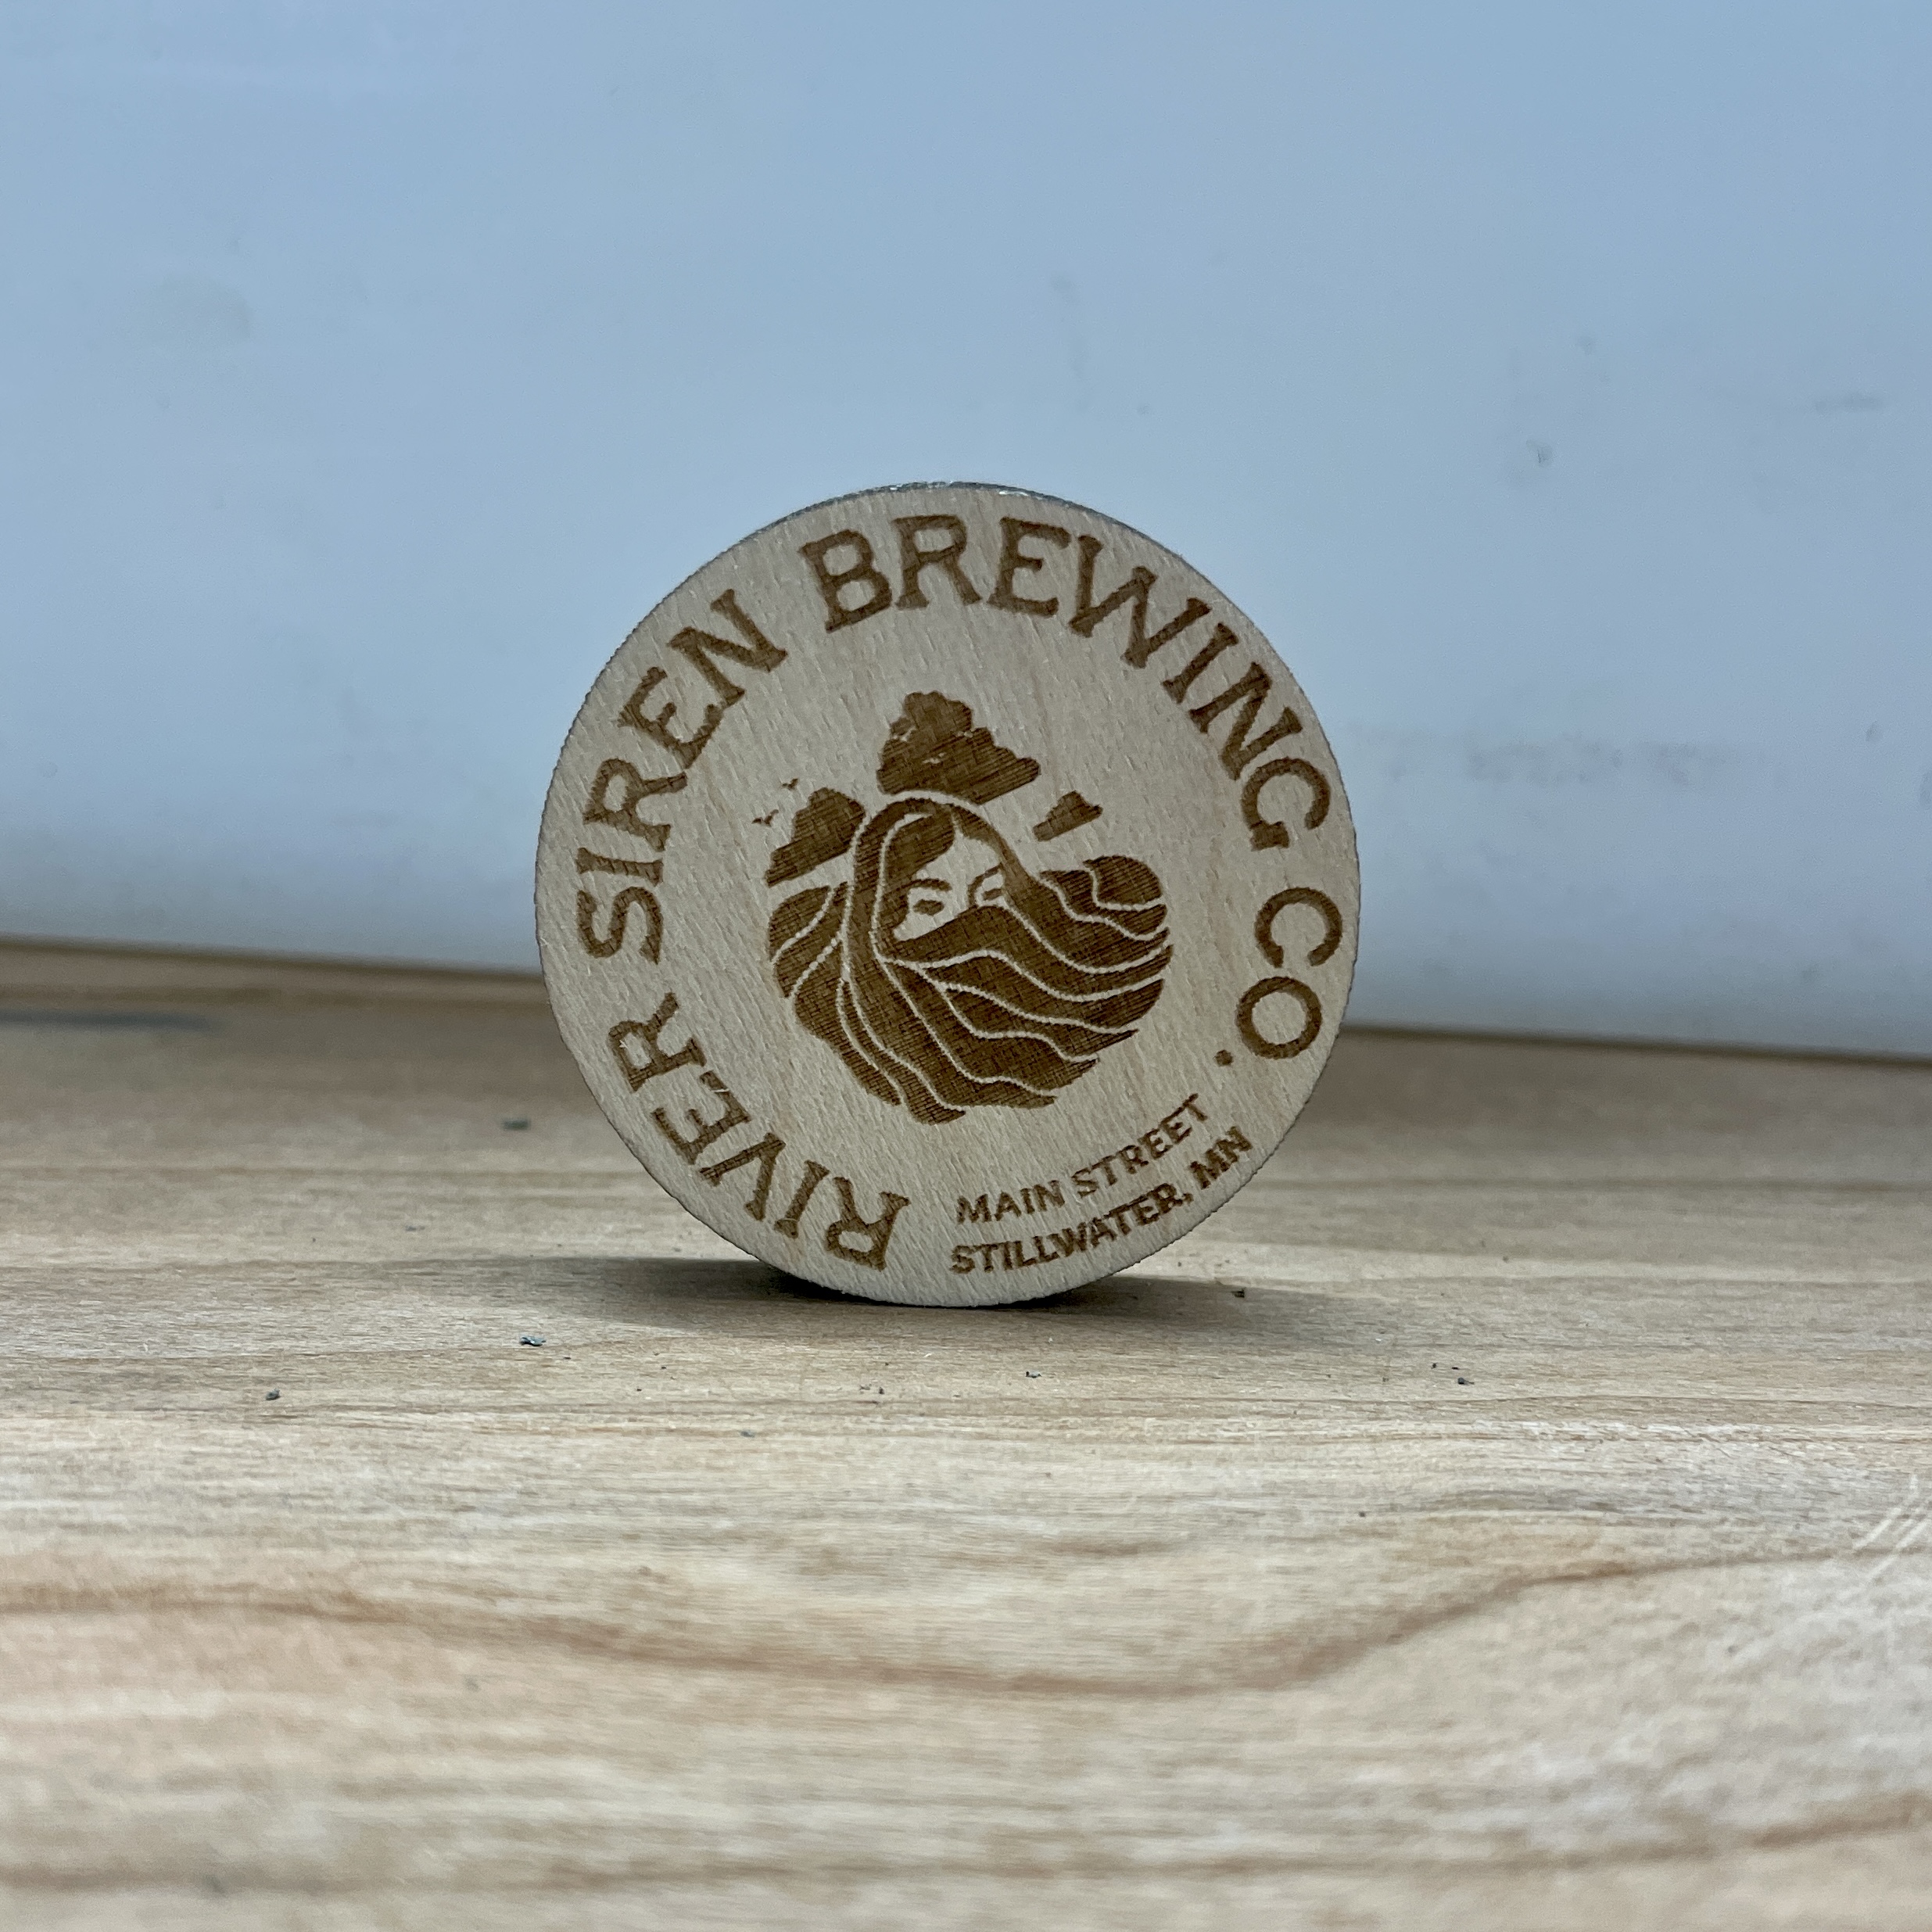 RIVER SIREN BREWING CO.
MAIN STREET
STILLWATER, MN